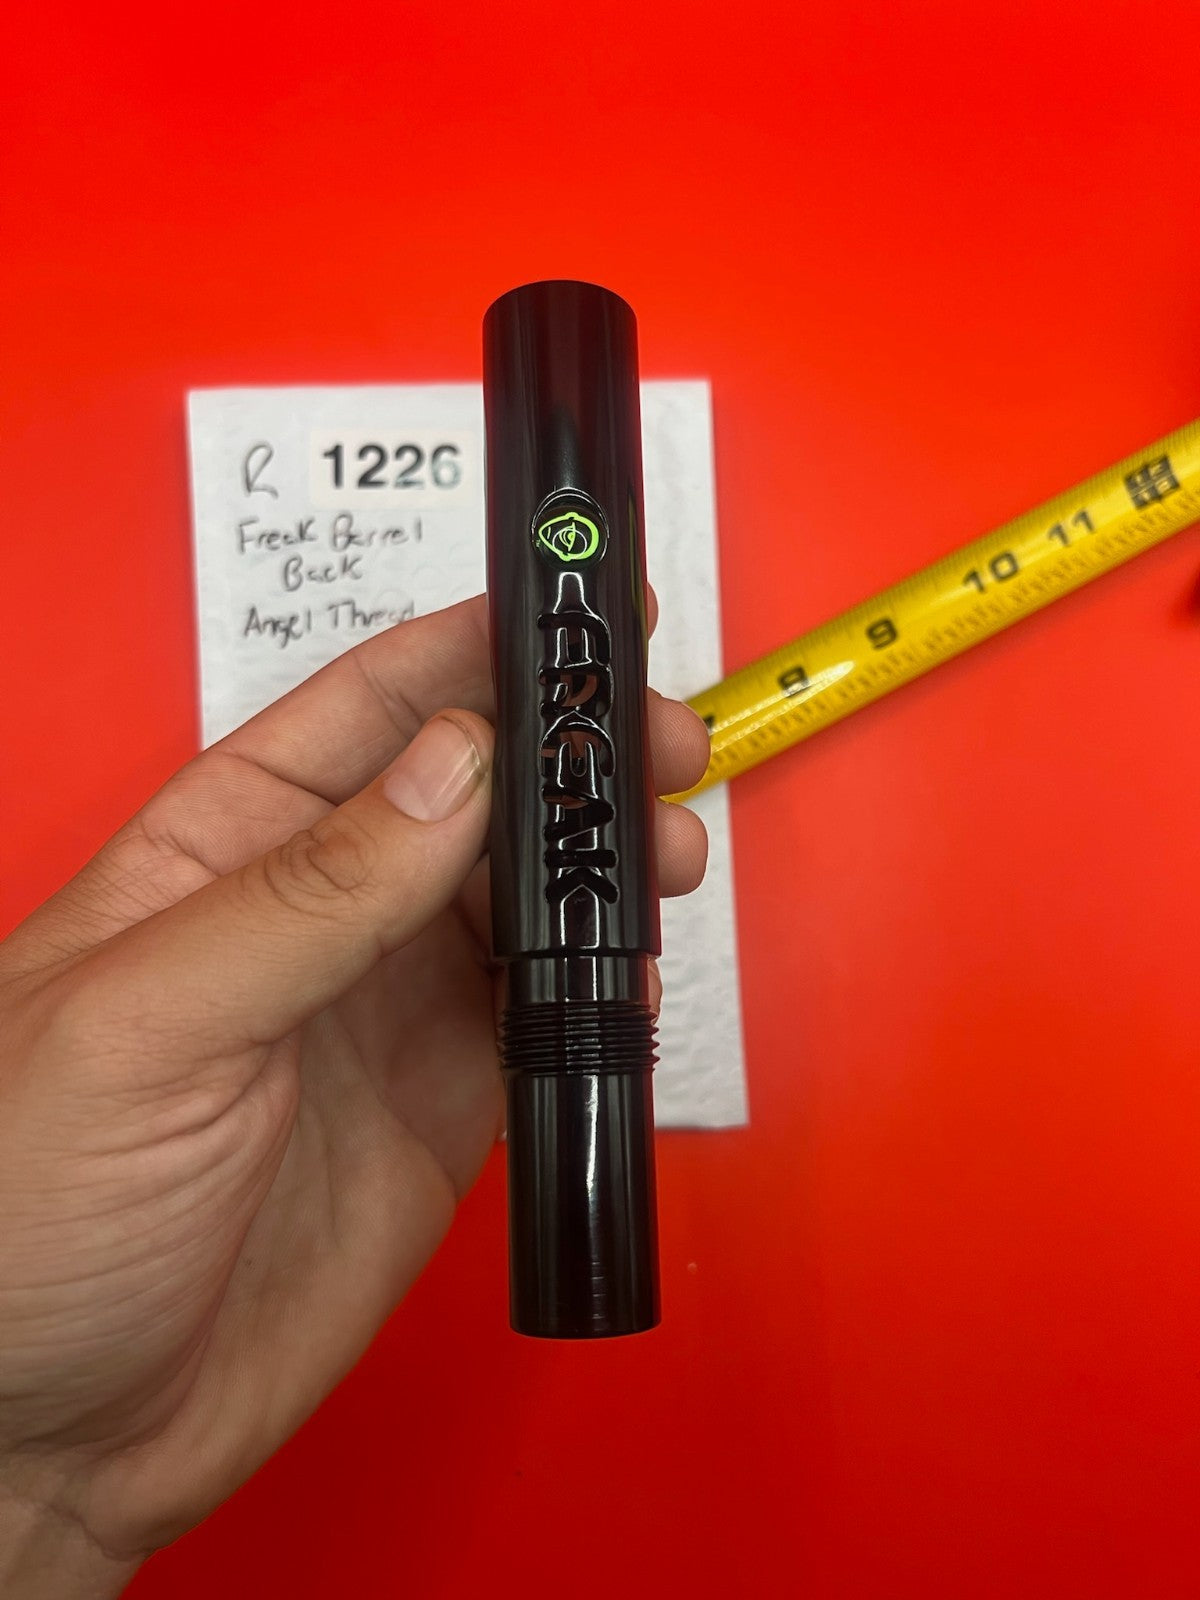 R 1226
Freak Barrel
Back
Angel Thread
FREAK
8
9
10
11